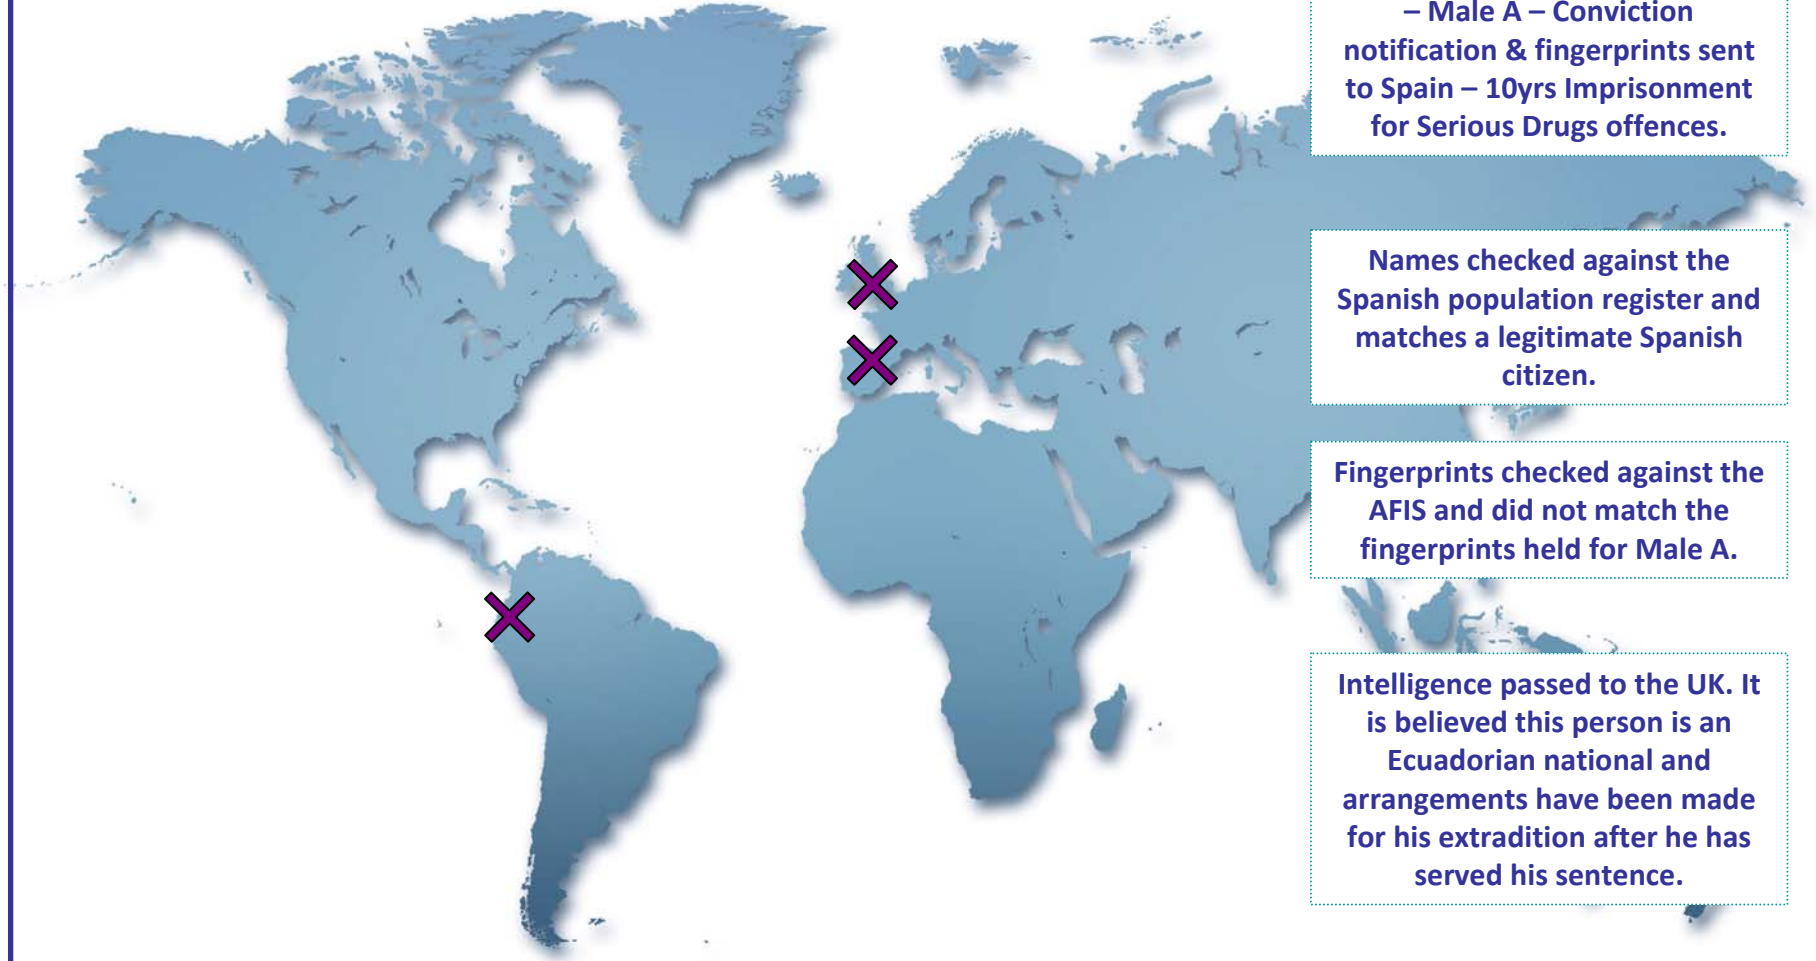 – Male A – Conviction
notification & fingerprints sent
to Spain – 10yrs Imprisonment
for Serious Drugs offences.
Names checked against the
Spanish population register and
matches a legitimate Spanish
citizen.
Fingerprints checked against the
AFIS and did not match the
fingerprints held for Male A.
Intelligence passed to the UK. It
is believed this person is an
Ecuadorian national and
arrangements have been made
for his extradition after he has
served his sentence.